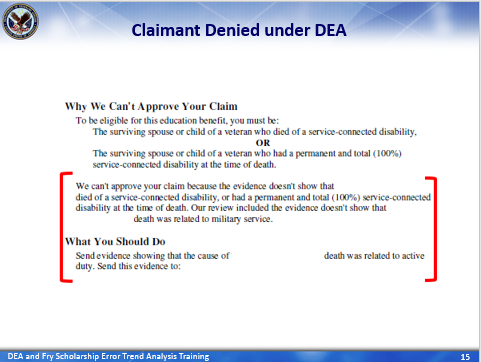 Claimant Denied under DEA
Why We Can't Approve Your Claim
To be eligible for this education benefit, you must be:
The surviving spouse or child of a veteran who died of a service-connected disability,
OR
The surviving spouse or child of a veteran who had a permanent and total (100%)
service-connected disability at the time of death.
We can't approve your claim because the evidence doesn't show that
died of a service-connected disability, or had a permanent and total (100%) service-connected
disability at the time of death. Our review included the evidence doesn't show that
death was related to military service.
What You Should Do
Send evidence showing that the cause of death was related to active
duty. Send this evidence to:
DEA and Fry Scholarship Error Trend Analysis Training 15